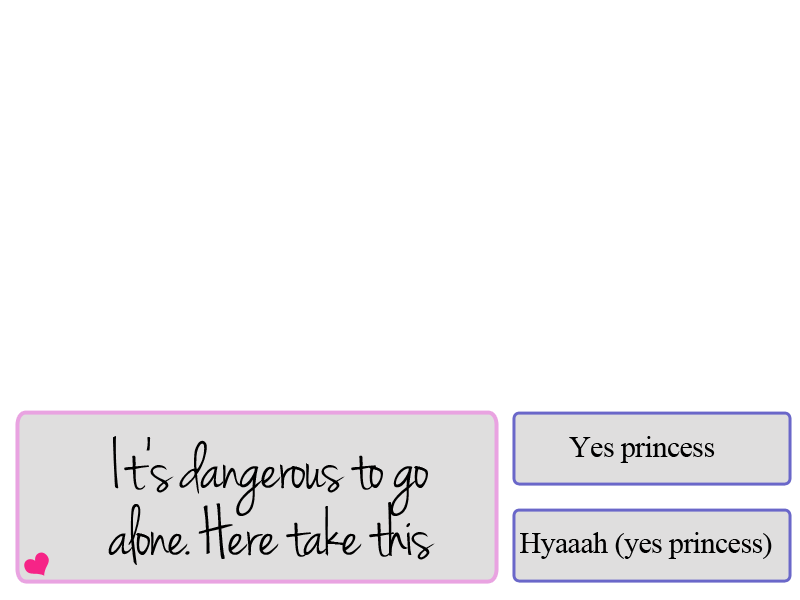 It's dangerous to go
alone. Here take this
Yes princess
Hyaaah (yes princess)